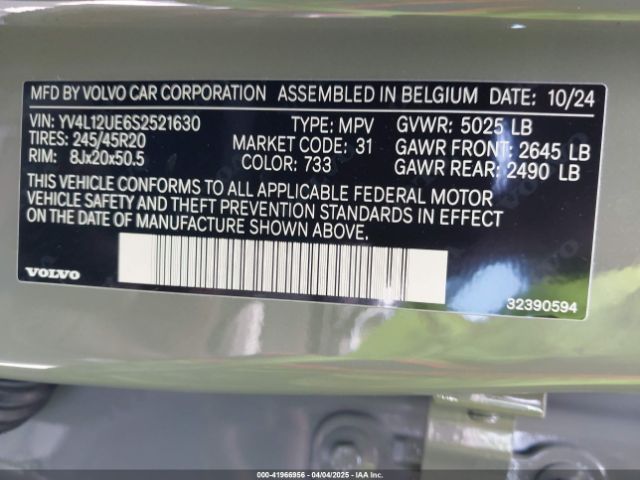 MFD BY VOLVO CAR CORPORATION ASSEMBLED IN BELGIUM DATE: 10/24
VIN: YV4L12UE6S2521630 TYPE: MPV GVWR: 5025 LB
TIRES: 245/45R20 MARKET CODE: 31 GAWR FRONT: 2645 LB
RIM: 8Jx20x50.5 COLOR: 733 GAWR REAR: 2490 LB
THIS VEHICLE CONFORMS TO ALL APPLICABLE FEDERAL MOTOR
VEHICLE SAFETY AND THEFT PREVENTION STANDARDS IN EFFECT
ON THE DATE OF MANUFACTURE SHOWN ABOVE.
VOLVO
32390594
000-41966956 - 04/04/2025 - IAAI.com